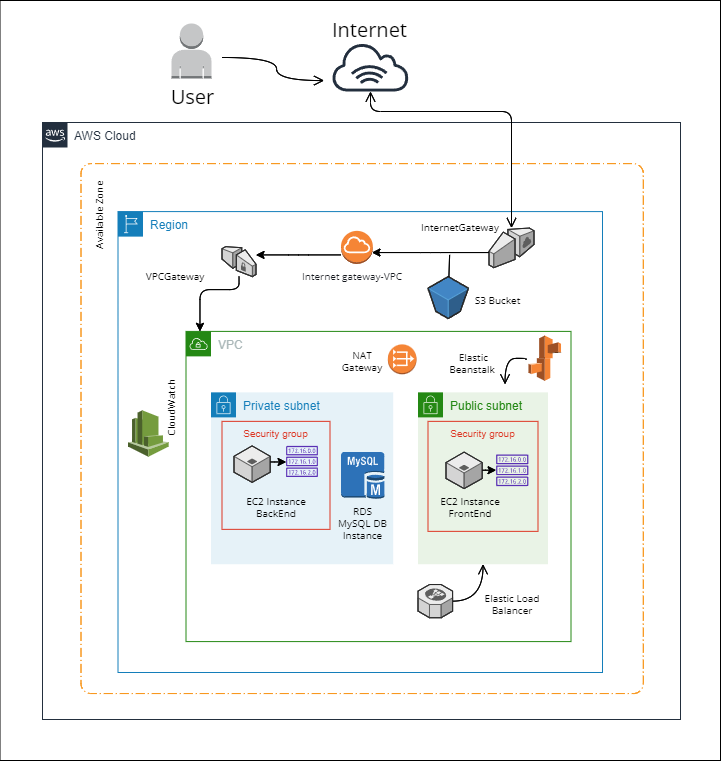 Internet
User
aws
AWS Cloud
Available Zone
Region
InternetGateway
VPCGateway
Internet gateway-VPC
S3 Bucket
VPC
NAT
Gateway
Elastic
Beanstalk
CloudWatch
Private subnet
Security group
172.16.0.0
172.16.1.0
172.16.2.0
EC2 Instance
BackEnd
MySQL
M
RDS
MySQL DB
Instance
Public subnet
Security group
172.16.0.0
172.16.1.0
172.16.2.0
EC2 Instance
FrontEnd
Elastic Load
Balancer